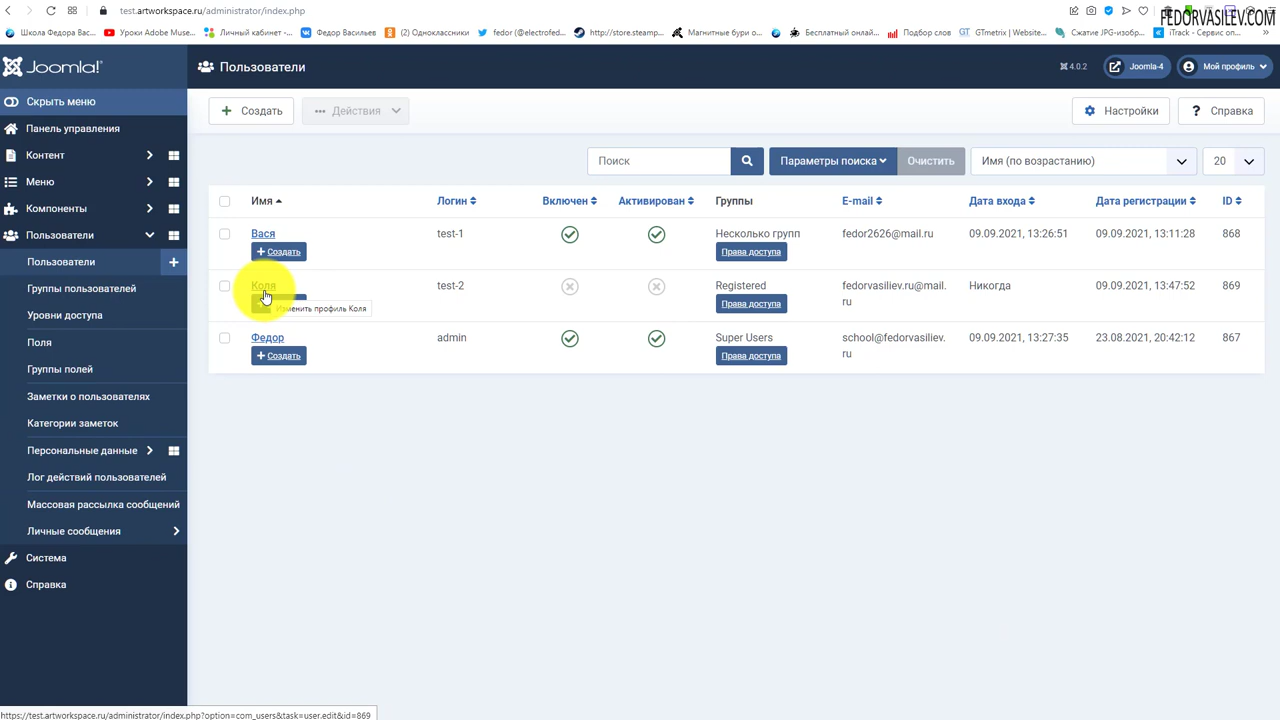 test.artworkspace.ru/administrator/index.php
FEDORVASILEV.COM
Школа Федора Вас... Уроки Adobe Muse... Личный кабинет -... Федор Васильев (2) Одноклассники fedor (@electrofed... http://store.steamp... Магнитные бури о... Бесплатный онлай... Подбор слов GTmetrix | Website... Сжатие JPG-изобр... iTrack - Сервис оп...
Joomla!® Пользователи 4.0.2 Joomla-4 Мой профиль
Скрыть меню
Создать Действия Настройки Справка
Панель управления
Контент
Меню
Компоненты
Пользователи
Пользователи
Группы пользователей
Уровни доступа
Поля
Группы полей
Заметки о пользователях
Категории заметок
Персональные данные
Лог действий пользователей
Массовая рассылка сообщений
Личные сообщения
Система
Справка
Поиск Параметры поиска Очистить Имя (по возрастанию) 20
Имя Логин Включен Активирован Группы E-mail Дата входа Дата регистрации ID
Вася test-1 Несколько групп fedor2626@mail.ru 09.09.2021, 13:26:51 09.09.2021, 13:11:28 868
Создать Права доступа
Коля test-2 Registered fedorvasiliev.ru@mail. Никогда 09.09.2021, 13:47:52 869
Права доступа ru
Изменить профиль Коля
Федор admin Super Users school@fedorvasiliev. 09.09.2021, 13:27:35 23.08.2021, 20:42:12 867
Создать Права доступа ru
https://test.artworkspace.ru/administrator/index.php?option=com_users&task=user.edit&id=869